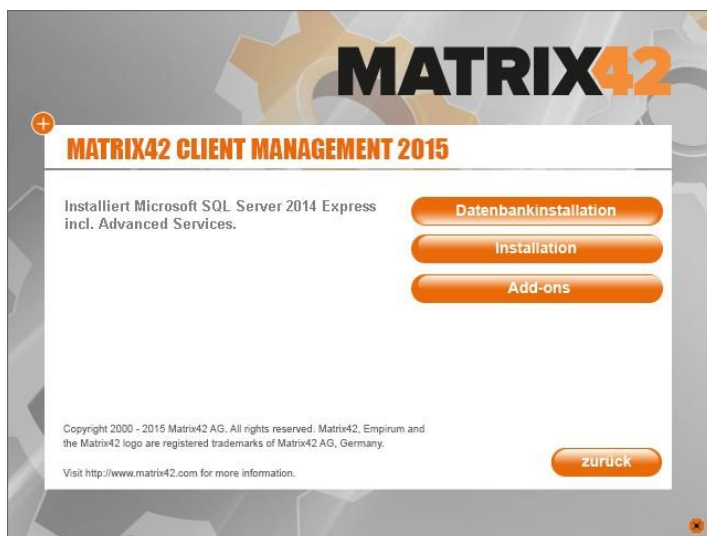 MATRIX42
MATRIX42 CLIENT MANAGEMENT 2015
Installiert Microsoft SQL Server 2014 Express
incl. Advanced Services.
Datenbankinstallation
Installation
Add-ons
Copyright 2000 - 2015 Matrix42 AG. All rights reserved. Matrix42, Empirum and
the Matrix42 logo are registered trademarks of Matrix42 AG, Germany.
Visit http://www.matrix42.com for more information.
zurück